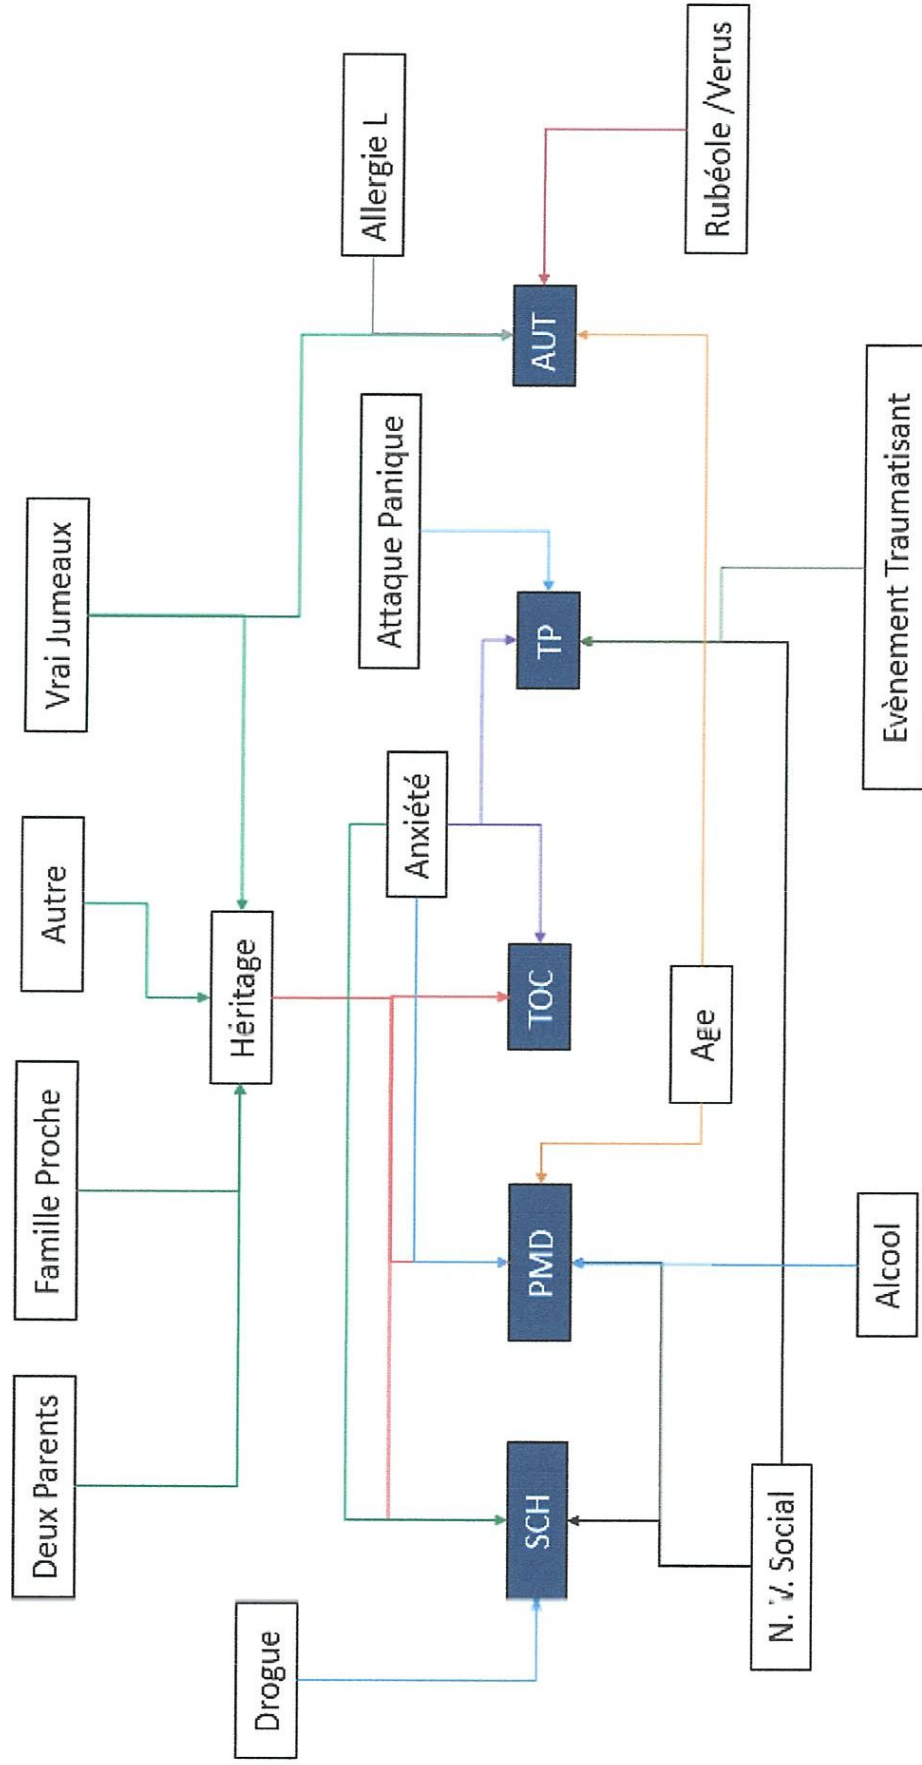 Deux Parents
Famille Proche
Autre
Vrai Jumeaux
Drogue
Héritage
Allergie L
Anxiété
Attaque Panique
SCH
PMD
TOC
TP
AUT
Age
Rubéole /Verus
N. V. Social
Alcool
Evènement Traumatisant